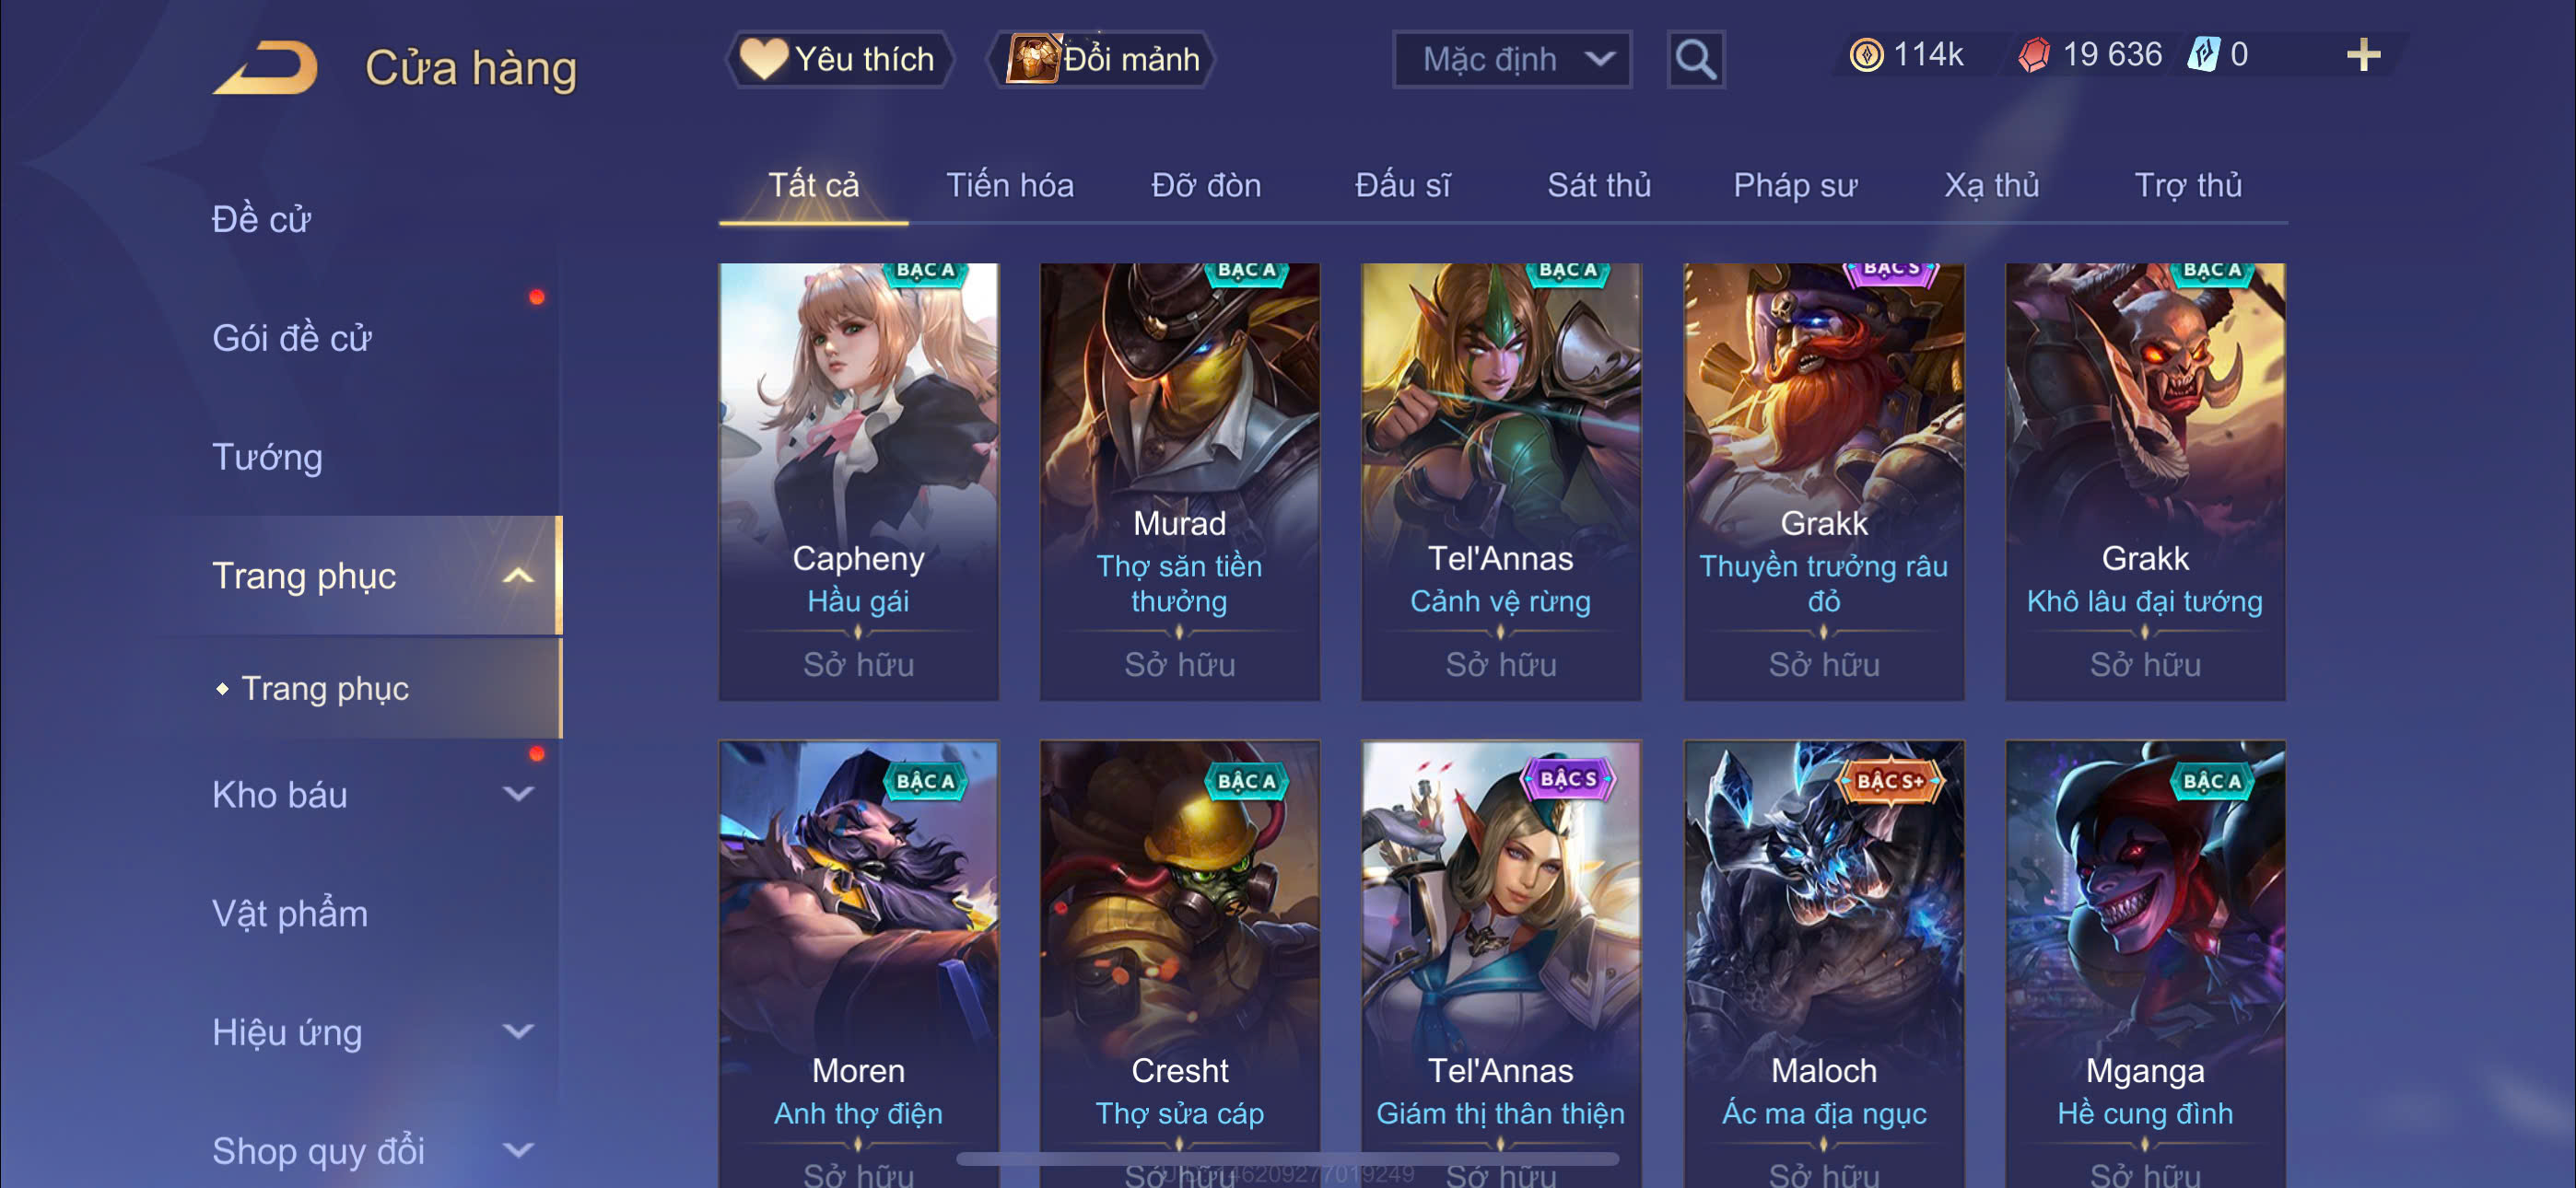 Cửa hàng
Yêu thích
Đổi mảnh
Mặc định
114k
19 636
0
Tất cả
Tiến hóa
Đỡ đòn
Đấu sĩ
Sát thủ
Pháp sư
Xạ thủ
Trợ thủ
Đề cử
Gói đề cử
Tướng
Trang phục
Trang phục
Kho báu
Vật phẩm
Hiệu ứng
Shop quy đổi
BẬC A
Capheny
Hầu gái
Sở hữu
BẬC A
Murad
Thợ săn tiền
thưởng
Sở hữu
BẬC A
Tel'Annas
Cảnh vệ rừng
Sở hữu
BẬC S
Grakk
Thuyền trưởng râu
đỏ
Sở hữu
BẬC A
Grakk
Khô lâu đại tướng
Sở hữu
BẬC A
Moren
Anh thợ điện
Sở hữu
BẬC A
Cresht
Thợ sửa cáp
Sở hữu
BẬC S
Tel'Annas
Giám thị thân thiện
Sở hữu
BẬC S+
Maloch
Ác ma địa ngục
Sở hữu
BẬC A
Mganga
Hề cung đình
Sở hữu